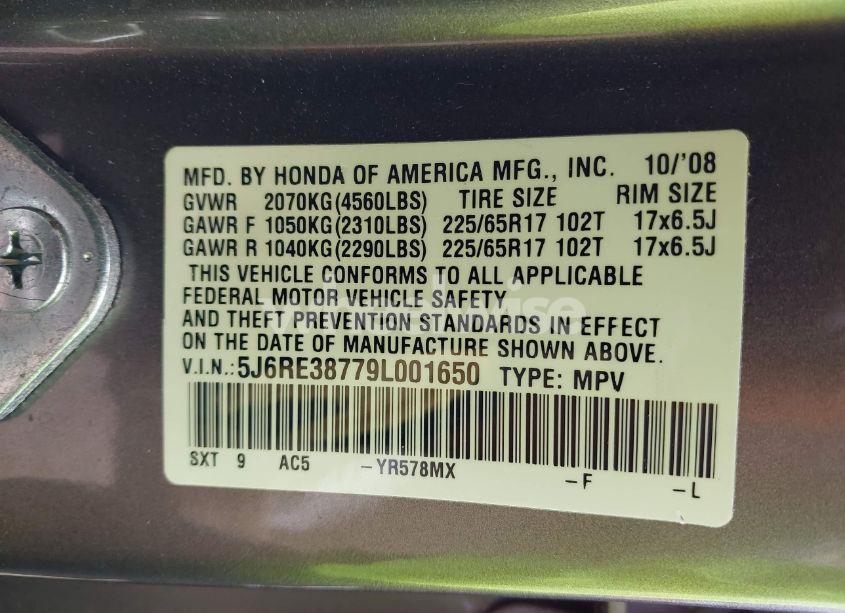 MFD. BY HONDA OF AMERICA MFG., INC. 10/'08
GVWR 2070KG(4560LBS) TIRE SIZE RIM SIZE
GAWR F 1050KG(2310LBS) 225/65R17 102T 17x6.5J
GAWR R 1040KG(2290LBS) 225/65R17 102T 17x6.5J
THIS VEHICLE CONFORMS TO ALL APPLICABLE
FEDERAL MOTOR VEHICLE SAFETY
AND THEFT PREVENTION STANDARDS IN EFFECT
ON THE DATE OF MANUFACTURE SHOWN ABOVE.
V.I.N.:5J6RE38779L001650 TYPE: MPV
SXT 9 AC5 -YR578MX -F -L